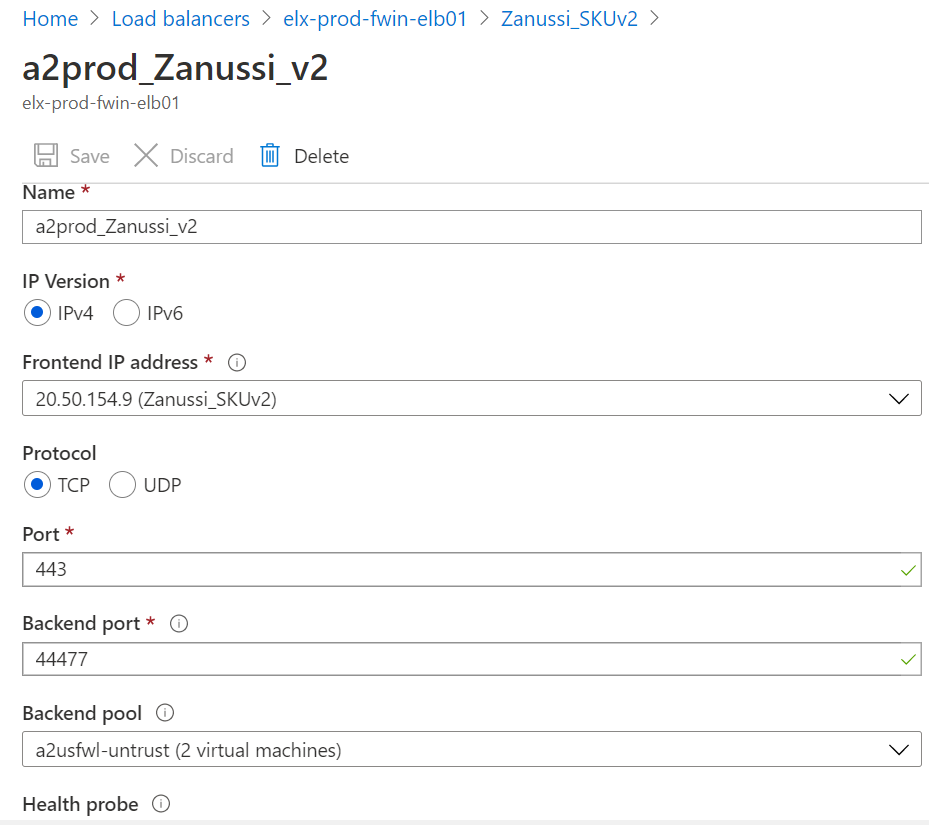 Home > Load balancers > elx-prod-fwin-elb01 > Zanussi_SKUv2 >
a2prod_Zanussi_v2
elx-prod-fwin-elb01
Save Discard Delete
Name *
a2prod_Zanussi_v2
IP Version *
IPv4 IPv6
Frontend IP address *
20.50.154.9 (Zanussi_SKUv2)
Protocol
TCP UDP
Port *
443
Backend port *
44477
Backend pool
a2usfwl-untrust (2 virtual machines)
Health probe